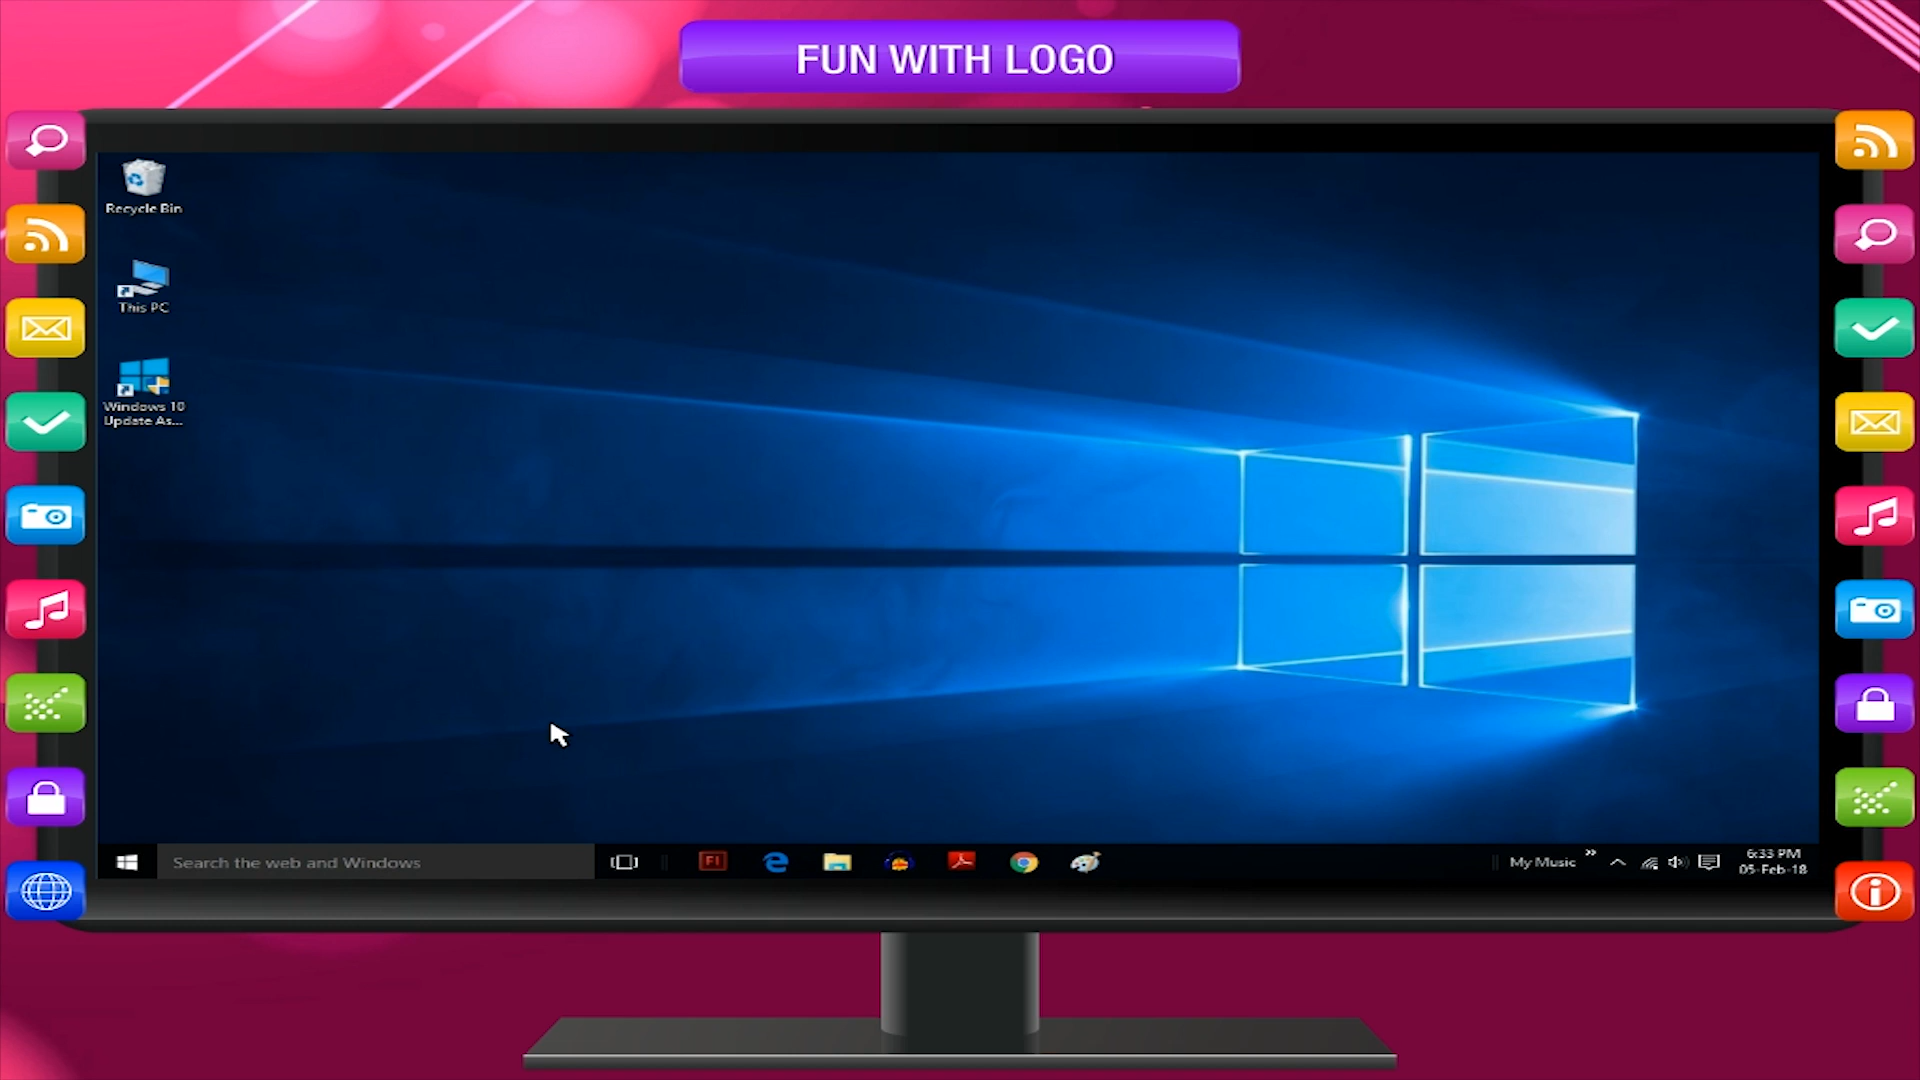 FUN WITH LOGO
Recycle Bin
This PC
Windows 10
Update As...
Search the web and Windows
Fl
My Music
6:33 PM
05-Feb-18